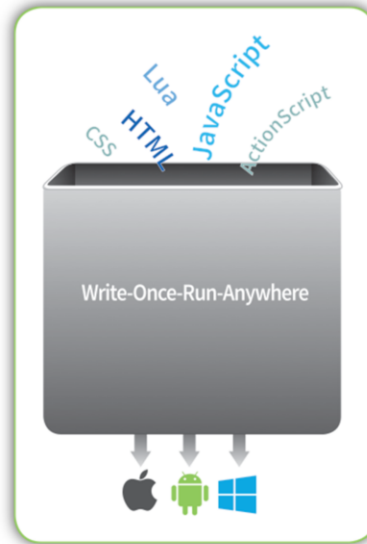 Lua
JavaScript
CSS
HTML
ActionScript
Write-Once-Run-Anywhere